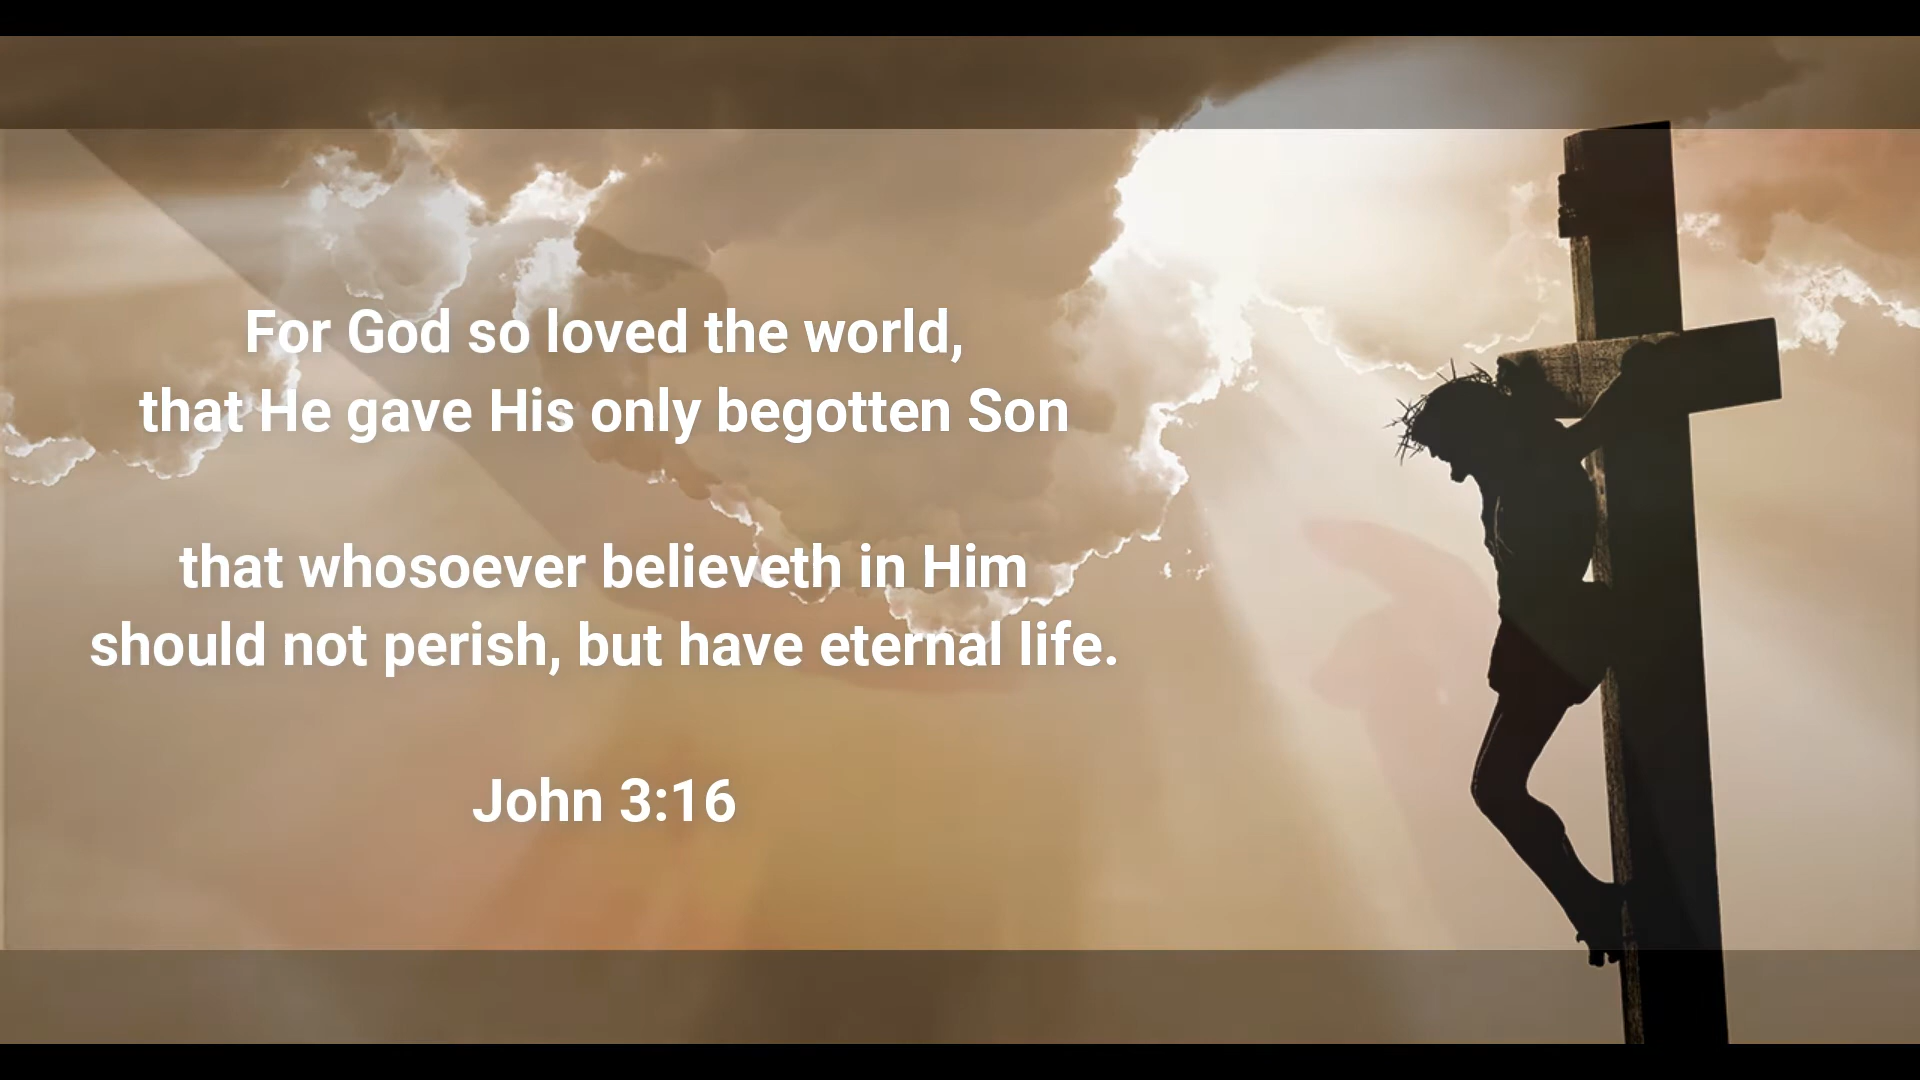 For God so loved the world,
that He gave His only begotten Son
that whosoever believeth in Him
should not perish, but have eternal life.
John 3:16